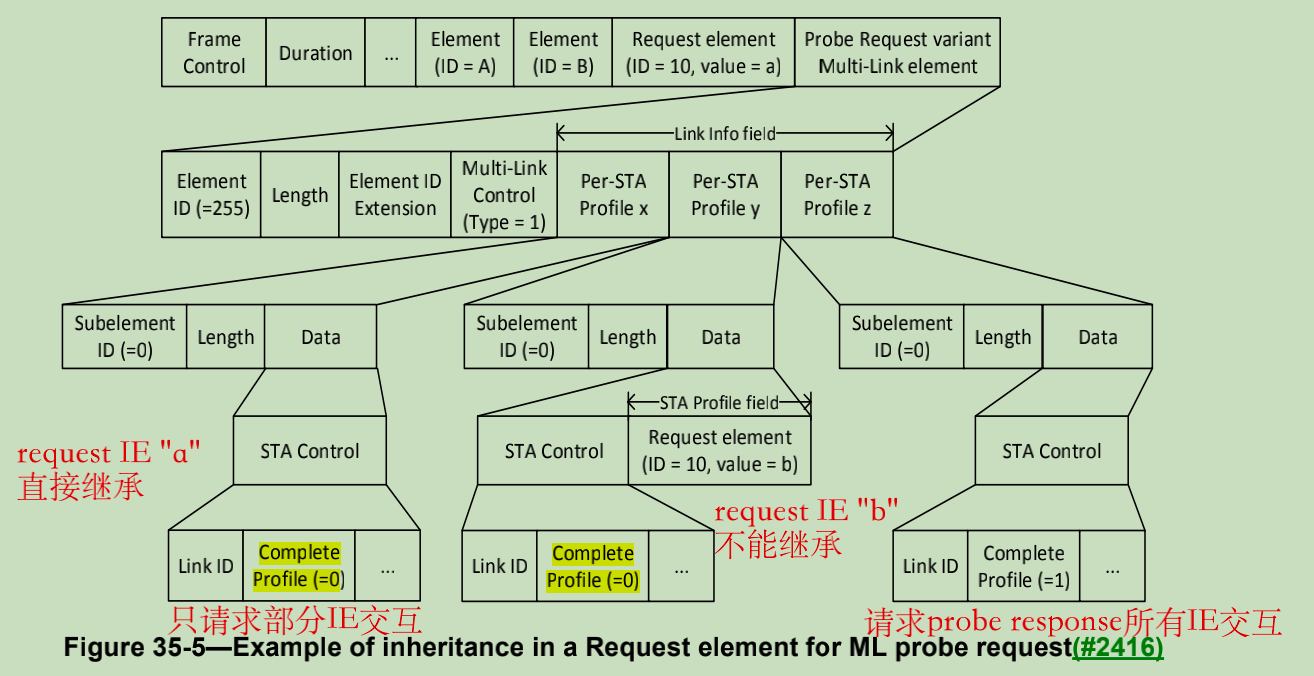 Frame
Control
Duration
...
Element
(ID = A)
Element
(ID = B)
Request element
(ID = 10, value = a)
Probe Request variant
Multi-Link element
Link Info field
Element
ID (=255)
Length
Element ID
Extension
Multi-Link
Control
(Type = 1)
Per-STA
Profile x
Per-STA
Profile y
Per-STA
Profile z
Subelement
ID (=0)
Length
Data
Subelement
ID (=0)
Length
Data
Subelement
ID (=0)
Length
Data
STA Profile field
request IE "a"
直接继承
STA Control
STA Control
Request element
(ID = 10, value = b)
STA Control
request IE "b"
不能继承
Link ID
Complete
Profile (=0)
...
Link ID
Complete
Profile (=0)
...
Link ID
Complete
Profile (=1)
...
只请求部分IE交互
请求probe response所有IE交互
Figure 35-5—Example of inheritance in a Request element for ML probe request(#2416)